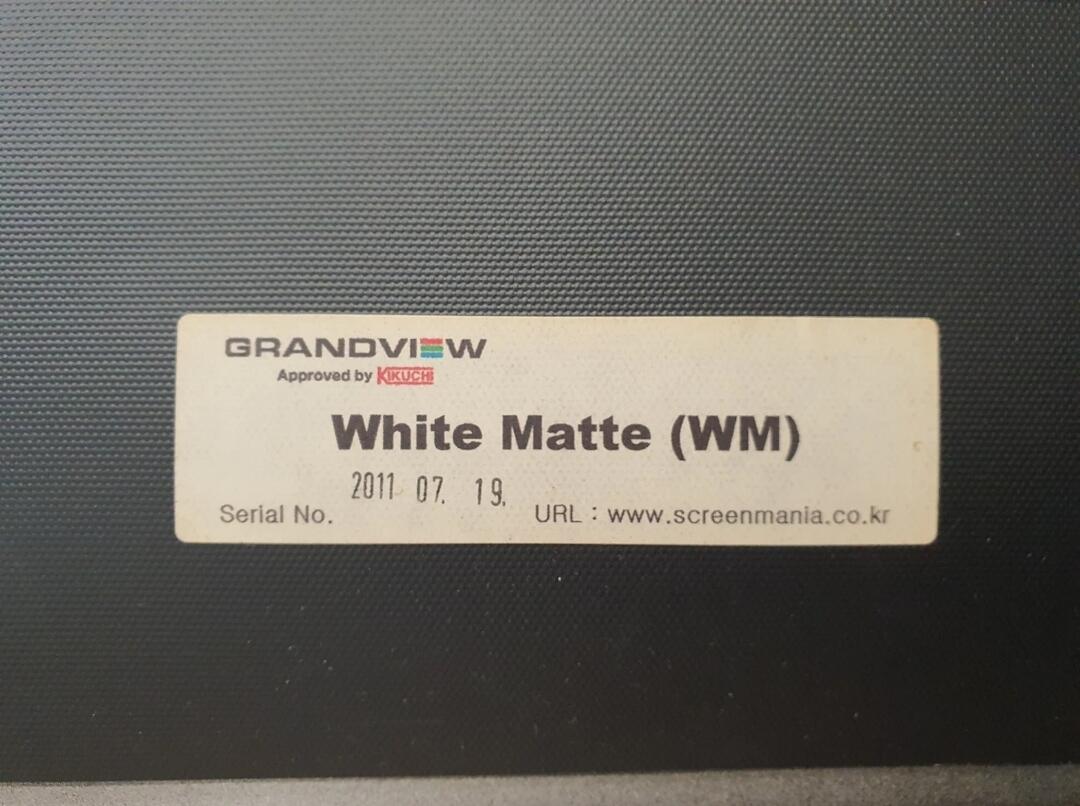 GRANDVIEW
Approved by KIKUCHI
White Matte (WM)
2011 07. 19.
Serial No. URL : www.screenmania.co.kr